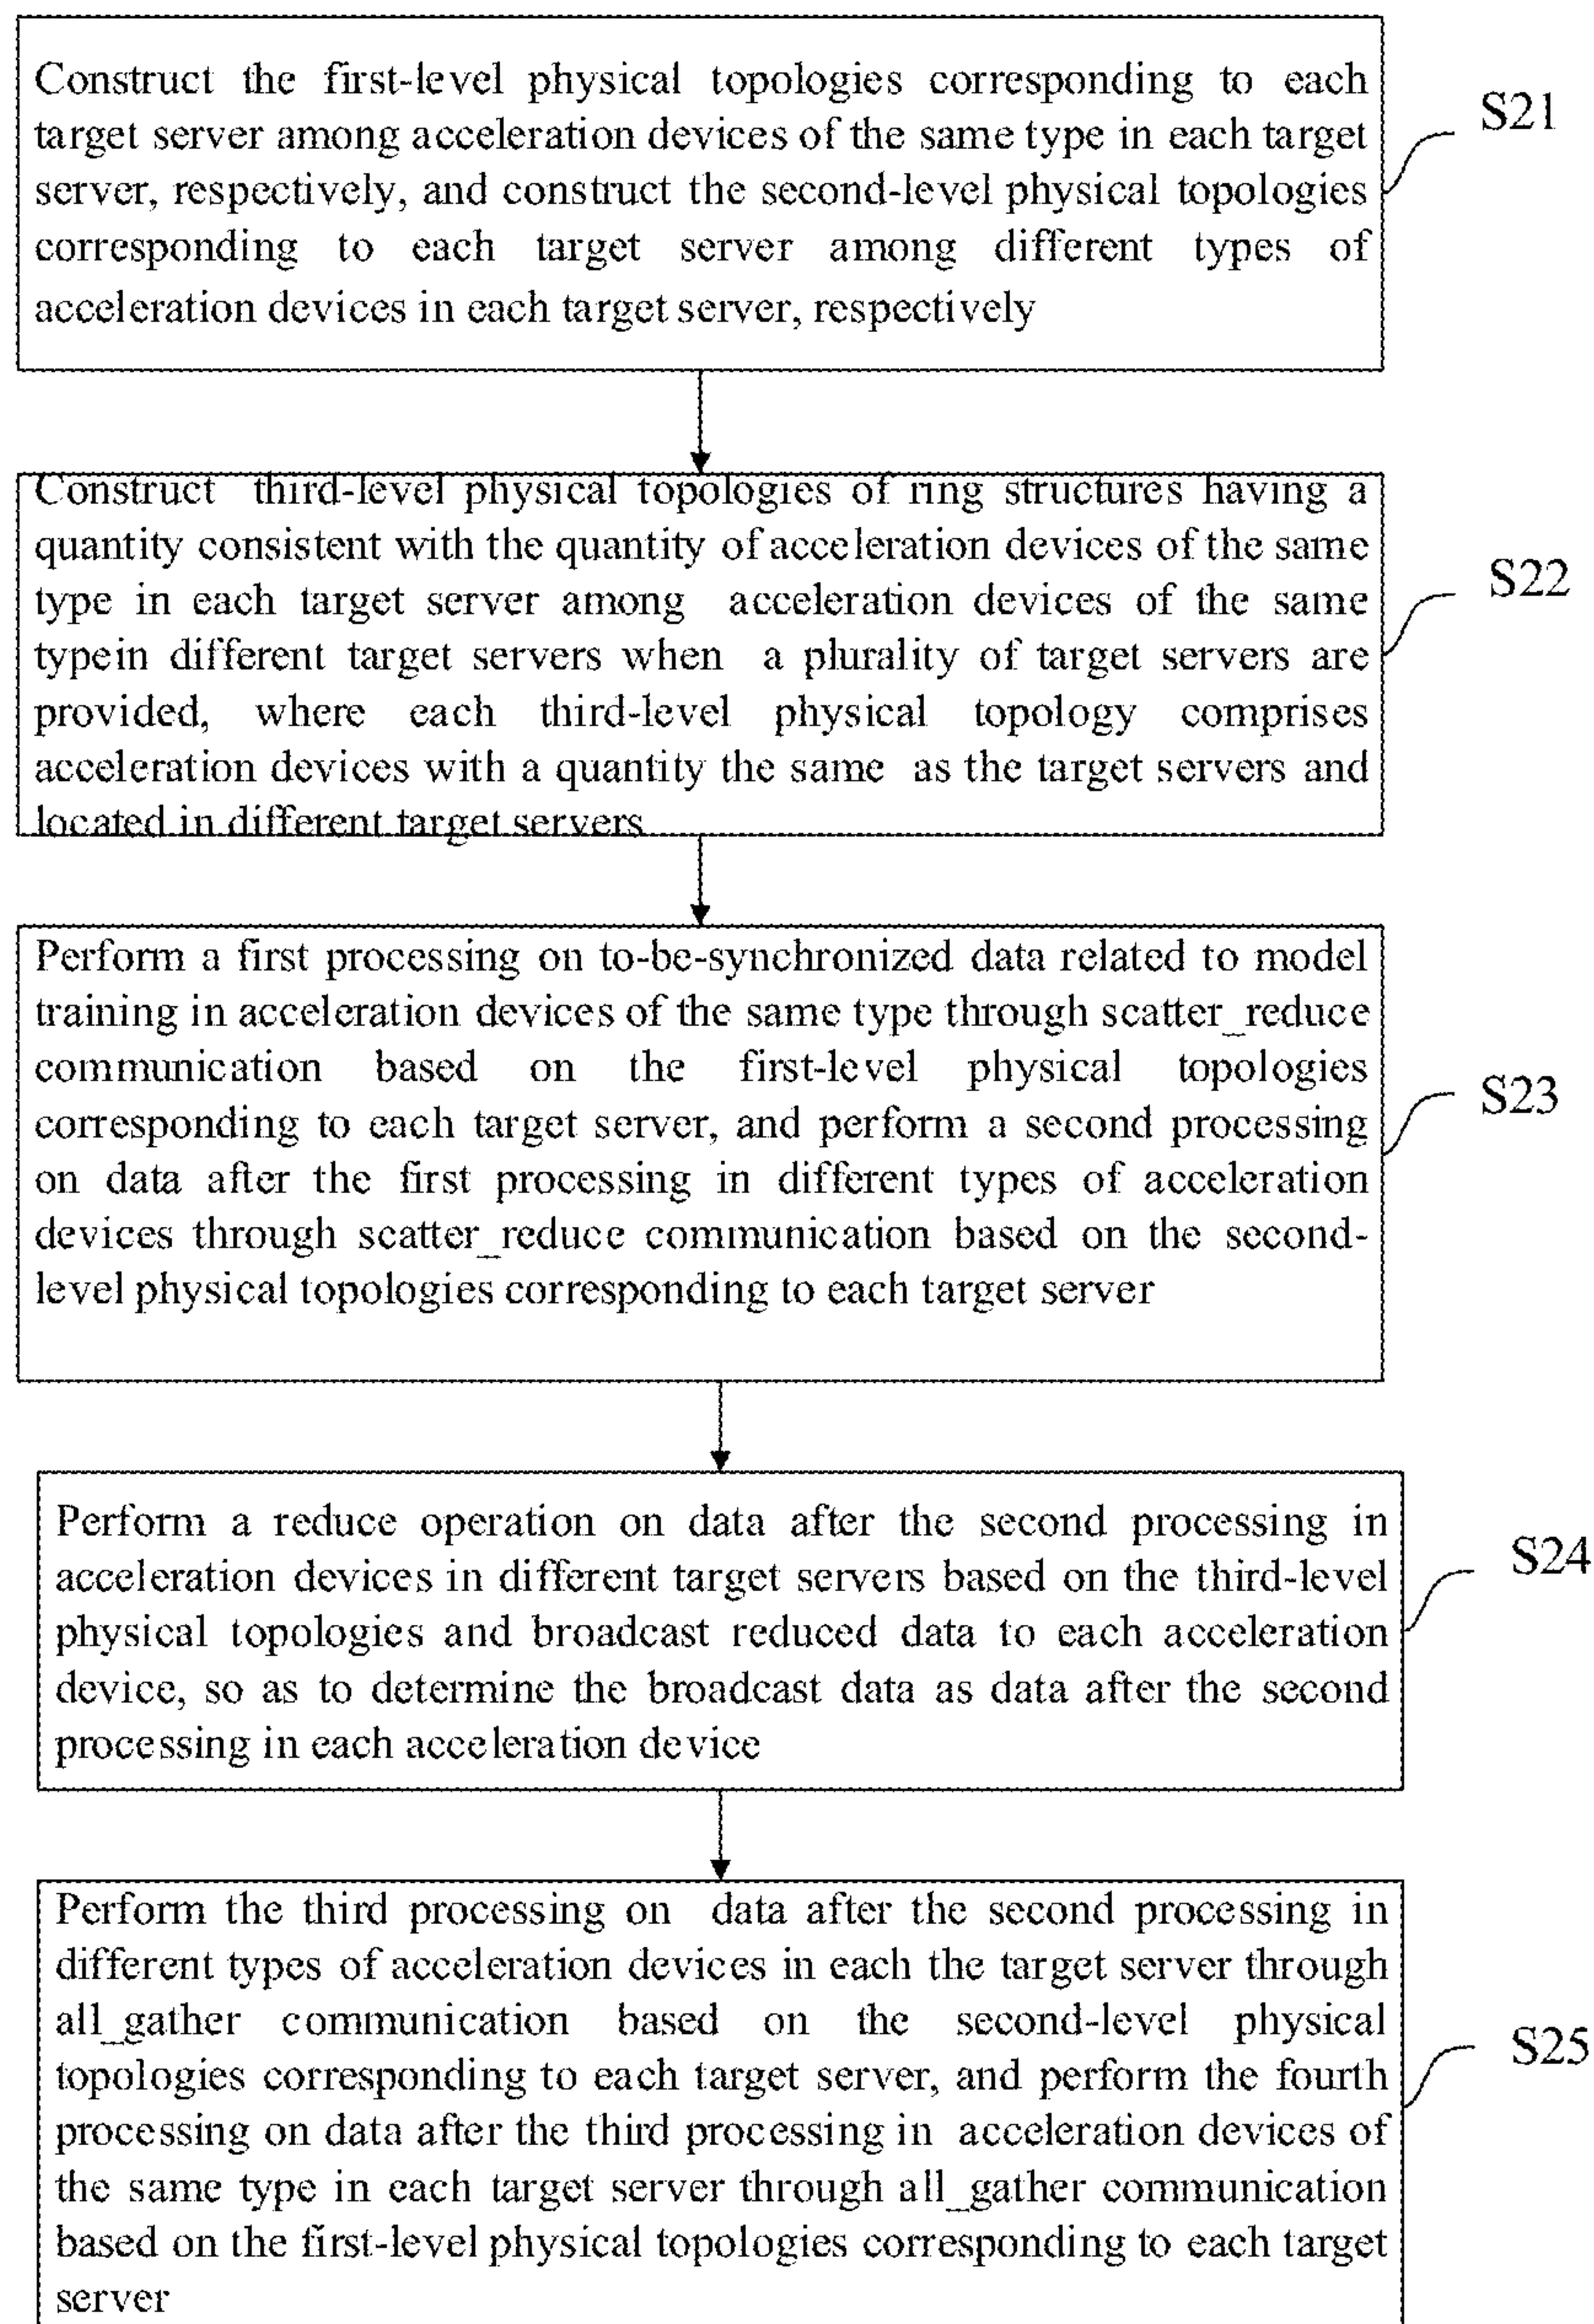 Construct the first-level physical topologies corresponding to each
target server among acceleration devices of the same type in each target
server, respectively, and construct the second-level physical topologies
corresponding to each target server among different types of
acceleration devices in each target server, respectively
S21
Construct third-level physical topologies of ring structures having a
quantity consistent with the quantity of acceleration devices of the same
type in each target server among acceleration devices of the same
typein different target servers when a plurality of target servers are
provided, where each third-level physical topology comprises
acceleration devices with a quantity the same as the target servers and
located in different target servers
S22
Perform a first processing on to-be-synchronized data related to model
training in acceleration devices of the same type through scatter_reduce
communication based on the first-level physical topologies
corresponding to each target server, and perform a second processing
on data after the first processing in different types of acceleration
devices through scatter_reduce communication based on the second-
level physical topologies corresponding to each target server
S23
Perform a reduce operation on data after the second processing in
acceleration devices in different target servers based on the third-level
physical topologies and broadcast reduced data to each acceleration
device, so as to determine the broadcast data as data after the second
processing in each acceleration device
S24
Perform the third processing on data after the second processing in
different types of acceleration devices in each the target server through
all_gather communication based on the second-level physical
topologies corresponding to each target server, and perform the fourth
processing on data after the third processing in acceleration devices of
the same type in each target server through all_gather communication
based on the first-level physical topologies corresponding to each target
server
S25